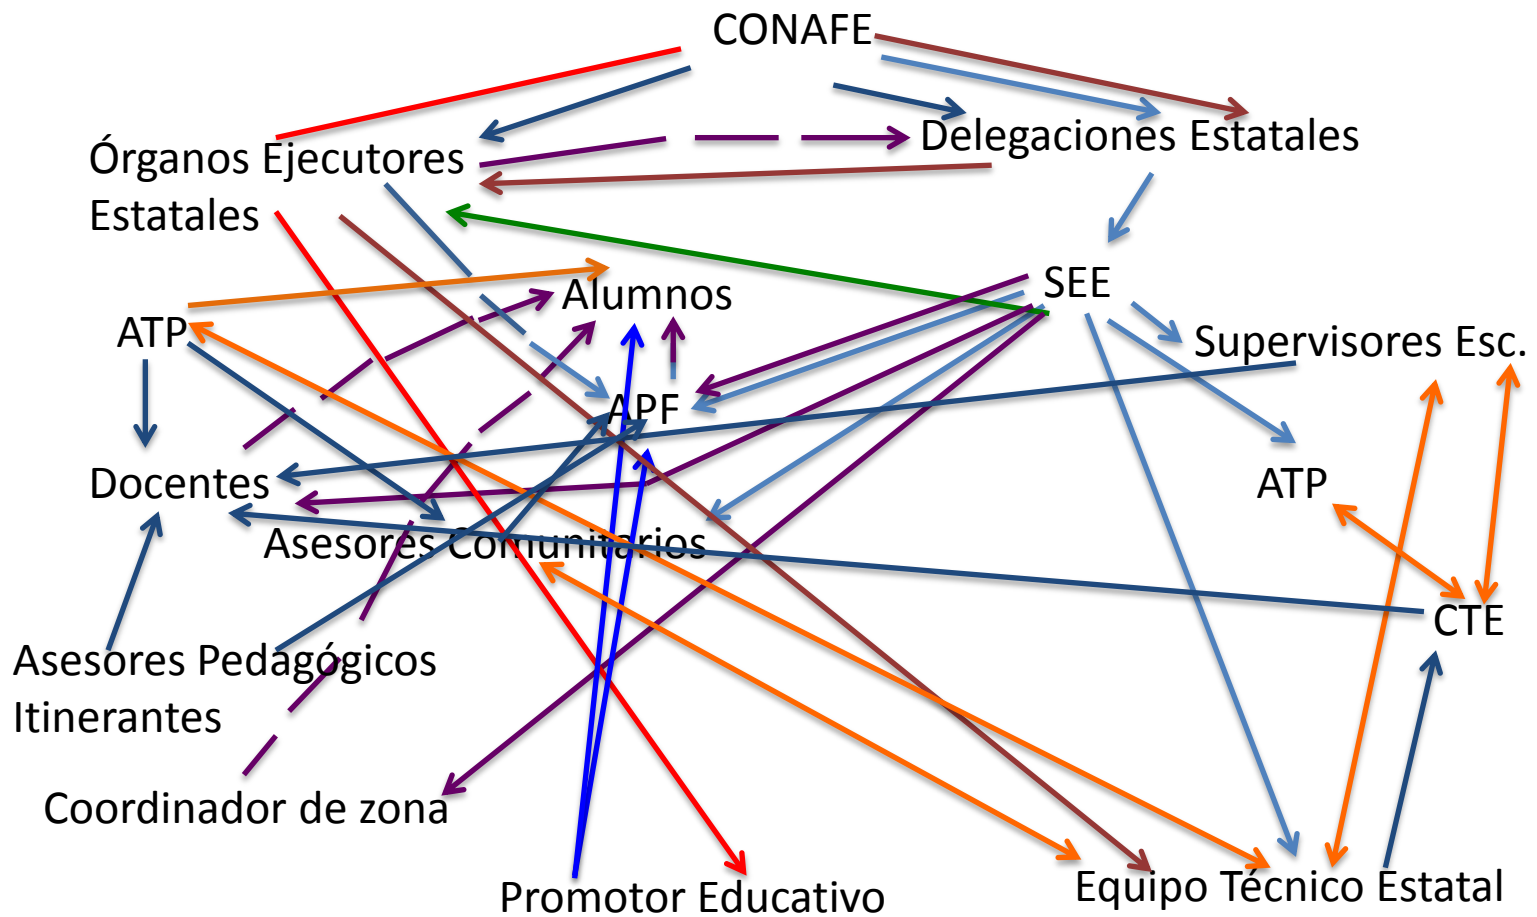 CONAFE
Delegaciones Estatales
Órganos Ejecutores
Estatales
SEE
Alumnos
ATP
Supervisores Esc.
APF
Docentes
ATP
Asesores Comunitarios
CTE
Asesores Pedagógicos
Itinerantes
Coordinador de zona
Promotor Educativo
Equipo Técnico Estatal